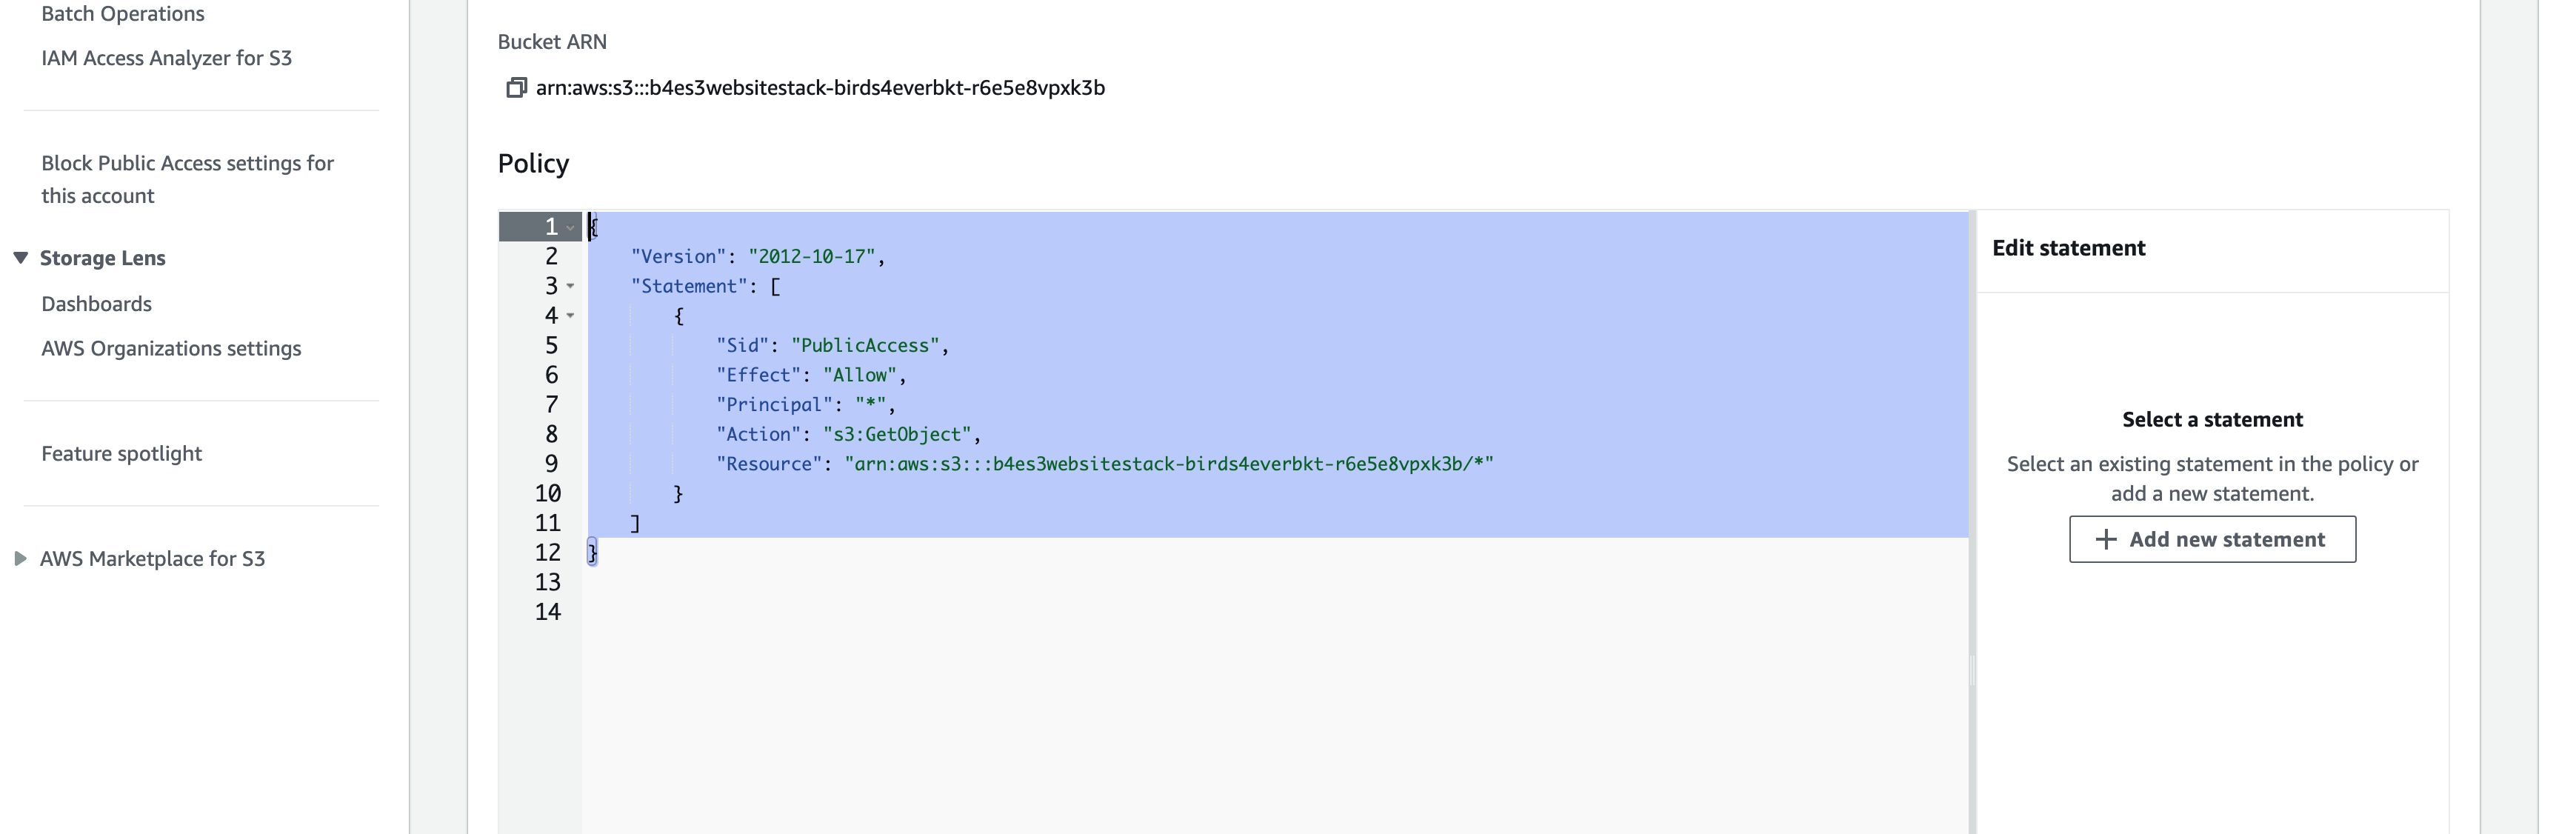 Batch Operations
IAM Access Analyzer for S3
Block Public Access settings for
this account
Storage Lens
Dashboards
AWS Organizations settings
Feature spotlight
AWS Marketplace for S3
Bucket ARN
arn:aws:s3:::b4es3websitestack-birds4everbkt-r6e5e8vpxk3b
Policy
1 {
2 "Version": "2012-10-17",
3 "Statement": [
4 {
5 "Sid": "PublicAccess",
6 "Effect": "Allow",
7 "Principal": "*",
8 "Action": "s3:GetObject",
9 "Resource": "arn:aws:s3:::b4es3websitestack-birds4everbkt-r6e5e8vpxk3b/*"
10 }
11 ]
12 }
13
14
Edit statement
Select a statement
Select an existing statement in the policy or
add a new statement.
+ Add new statement